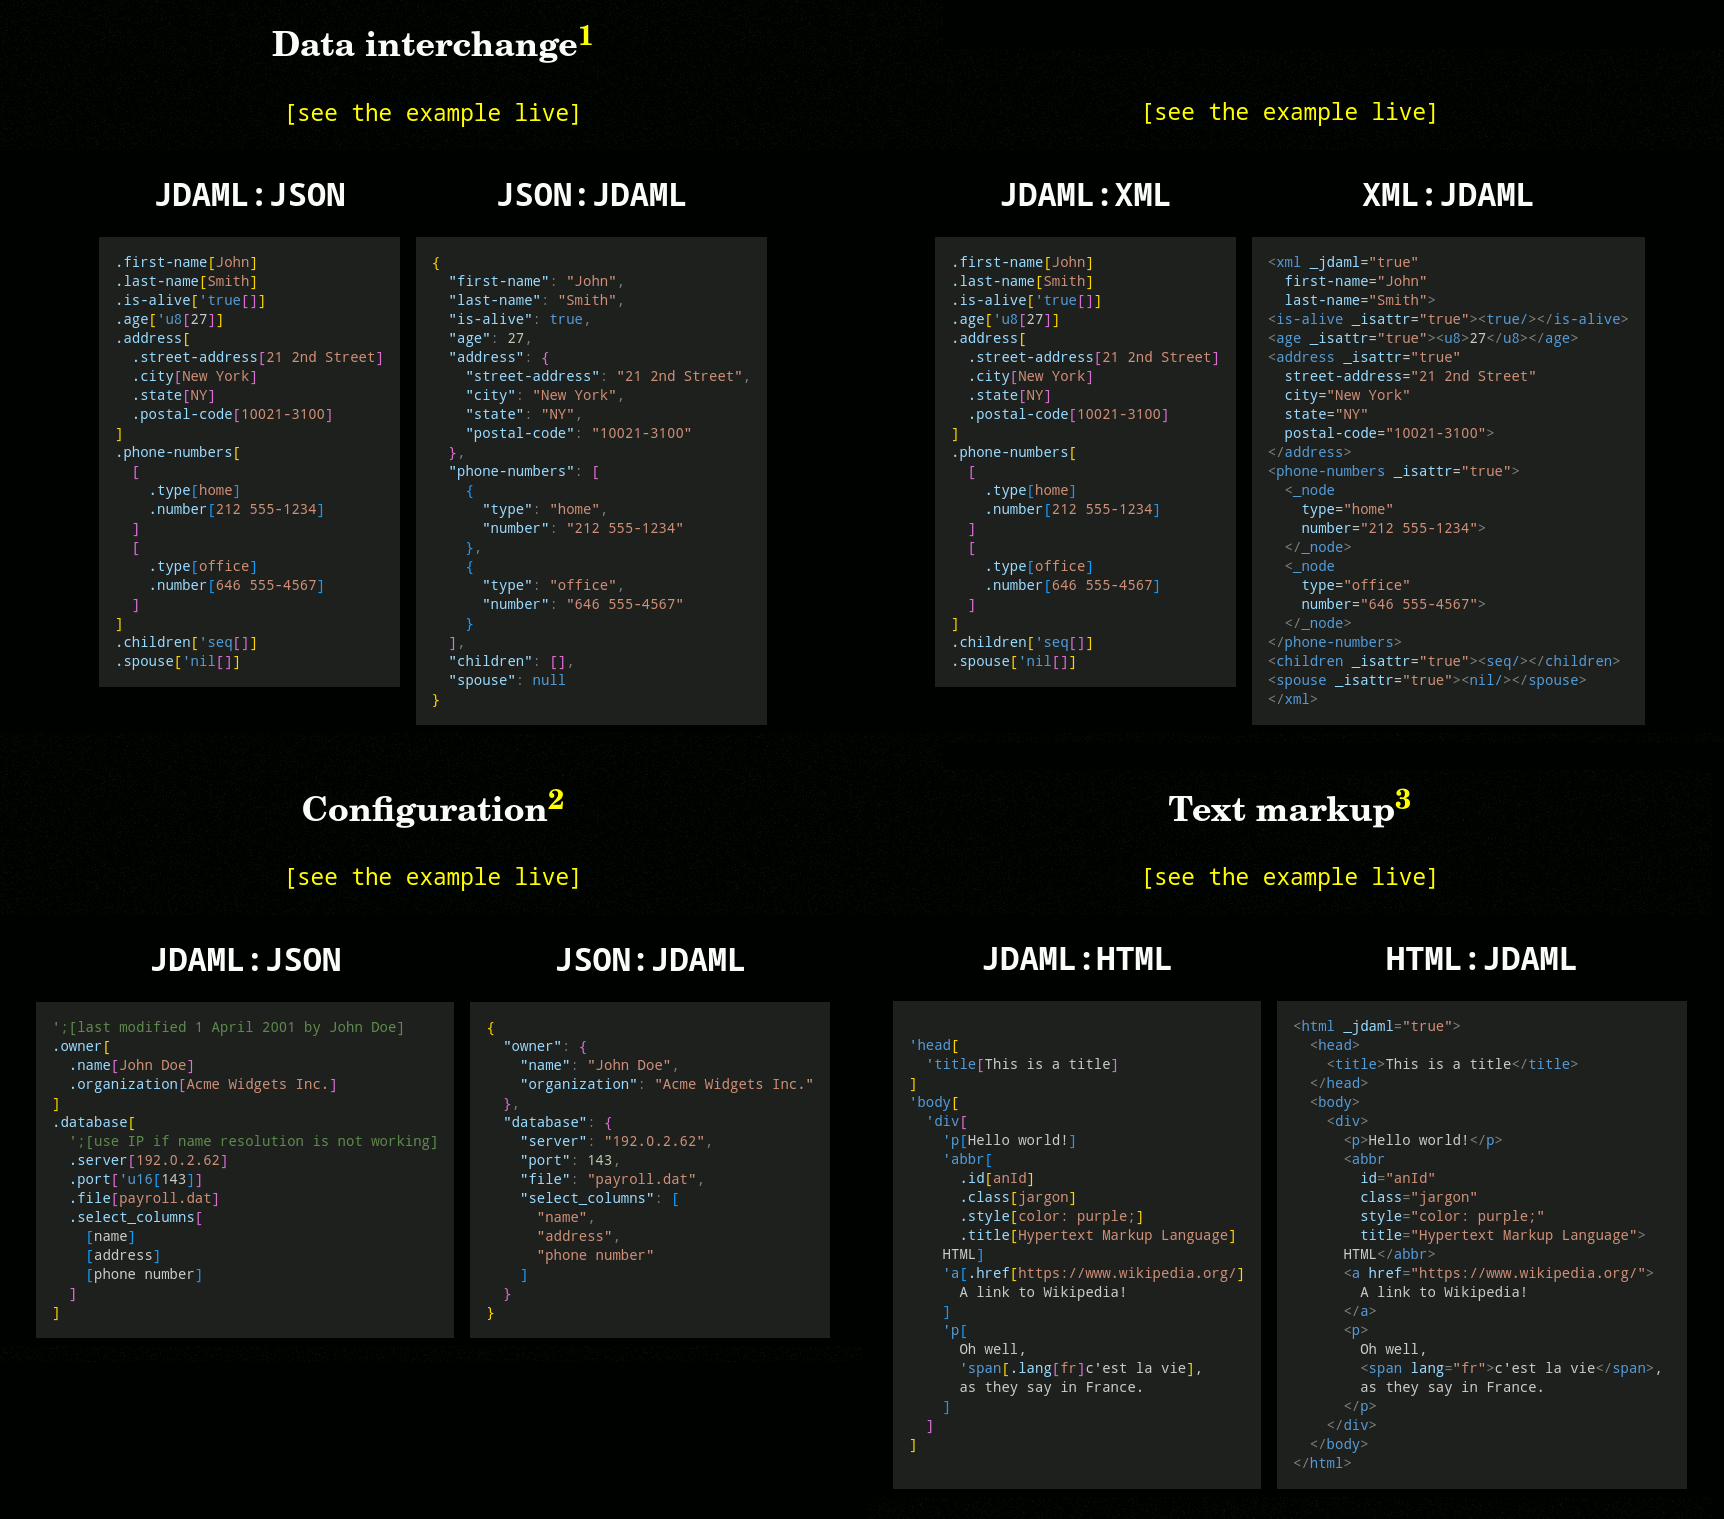 Data interchange1
[see the example live]
JDAML:JSON
.first-name[John]
.last-name[Smith]
.is-alive['true[]]
.age['u8[27]]
.address[
  .street-address[21 2nd Street]
  .city[New York]
  .state[NY]
  .postal-code[10021-3100]
]
.phone-numbers[
  [
    .type[home]
    .number[212 555-1234]
  ]
  [
    .type[office]
    .number[646 555-4567]
  ]
]
.children['seq[]]
.spouse['nil[]]
JSON:JDAML
{
  "first-name": "John",
  "last-name": "Smith",
  "is-alive": true,
  "age": 27,
  "address": {
    "street-address": "21 2nd Street",
    "city": "New York",
    "state": "NY",
    "postal-code": "10021-3100"
  },
  "phone-numbers": [
    {
      "type": "home",
      "number": "212 555-1234"
    },
    {
      "type": "office",
      "number": "646 555-4567"
    }
  ],
  "children": [],
  "spouse": null
}
[see the example live]
JDAML:XML
.first-name[John]
.last-name[Smith]
.is-alive['true[]]
.age['u8[27]]
.address[
  .street-address[21 2nd Street]
  .city[New York]
  .state[NY]
  .postal-code[10021-3100]
]
.phone-numbers[
  [
    .type[home]
    .number[212 555-1234]
  ]
  [
    .type[office]
    .number[646 555-4567]
  ]
]
.children['seq[]]
.spouse['nil[]]
XML:JDAML
<xml _jdaml="true"
  first-name="John"
  last-name="Smith">
<is-alive _isattr="true"><true/></is-alive>
<age _isattr="true"><u8>27</u8></age>
<address _isattr="true"
  street-address="21 2nd Street"
  city="New York"
  state="NY"
  postal-code="10021-3100">
</address>
<phone-numbers _isattr="true">
  <_node
    type="home"
    number="212 555-1234">
  </_node>
  <_node
    type="office"
    number="646 555-4567">
  </_node>
</phone-numbers>
<children _isattr="true"><seq/></children>
<spouse _isattr="true"><nil/></spouse>
</xml>
Configuration2
[see the example live]
JDAML:JSON
';[last modified 1 April 2001 by John Doe]
.owner[
  .name[John Doe]
  .organization[Acme Widgets Inc.]
]
.database[
  ';[use IP if name resolution is not working]
  .server[192.0.2.62]
  .port['u16[143]]
  .file[payroll.dat]
  .select_columns[
    [name]
    [address]
    [phone number]
  ]
]
JSON:JDAML
{
  "owner": {
    "name": "John Doe",
    "organization": "Acme Widgets Inc."
  },
  "database": {
    "server": "192.0.2.62",
    "port": 143,
    "file": "payroll.dat",
    "select_columns": [
      "name",
      "address",
      "phone number"
    ]
  }
}
Text markup3
[see the example live]
JDAML:HTML
'head[
  'title[This is a title]
]
'body[
  'div[
    'p[Hello world!]
    'abbr[
      .id[anId]
      .class[jargon]
      .style[color: purple;]
      .title[Hypertext Markup Language]
    HTML]
    'a[.href[https://www.wikipedia.org/]
      A link to Wikipedia!
    ]
    'p[
      Oh well,
      'span[.lang[fr]c'est la vie],
      as they say in France.
    ]
  ]
]
HTML:JDAML
<html _jdaml="true">
  <head>
    <title>This is a title</title>
  </head>
  <body>
    <div>
      <p>Hello world!</p>
      <abbr
        id="anId"
        class="jargon"
        style="color: purple;"
        title="Hypertext Markup Language">
      HTML</abbr>
      <a href="https://www.wikipedia.org/">
        A link to Wikipedia!
      </a>
      <p>
        Oh well,
        <span lang="fr">c'est la vie</span>,
        as they say in France.
      </p>
    </div>
  </body>
</html>